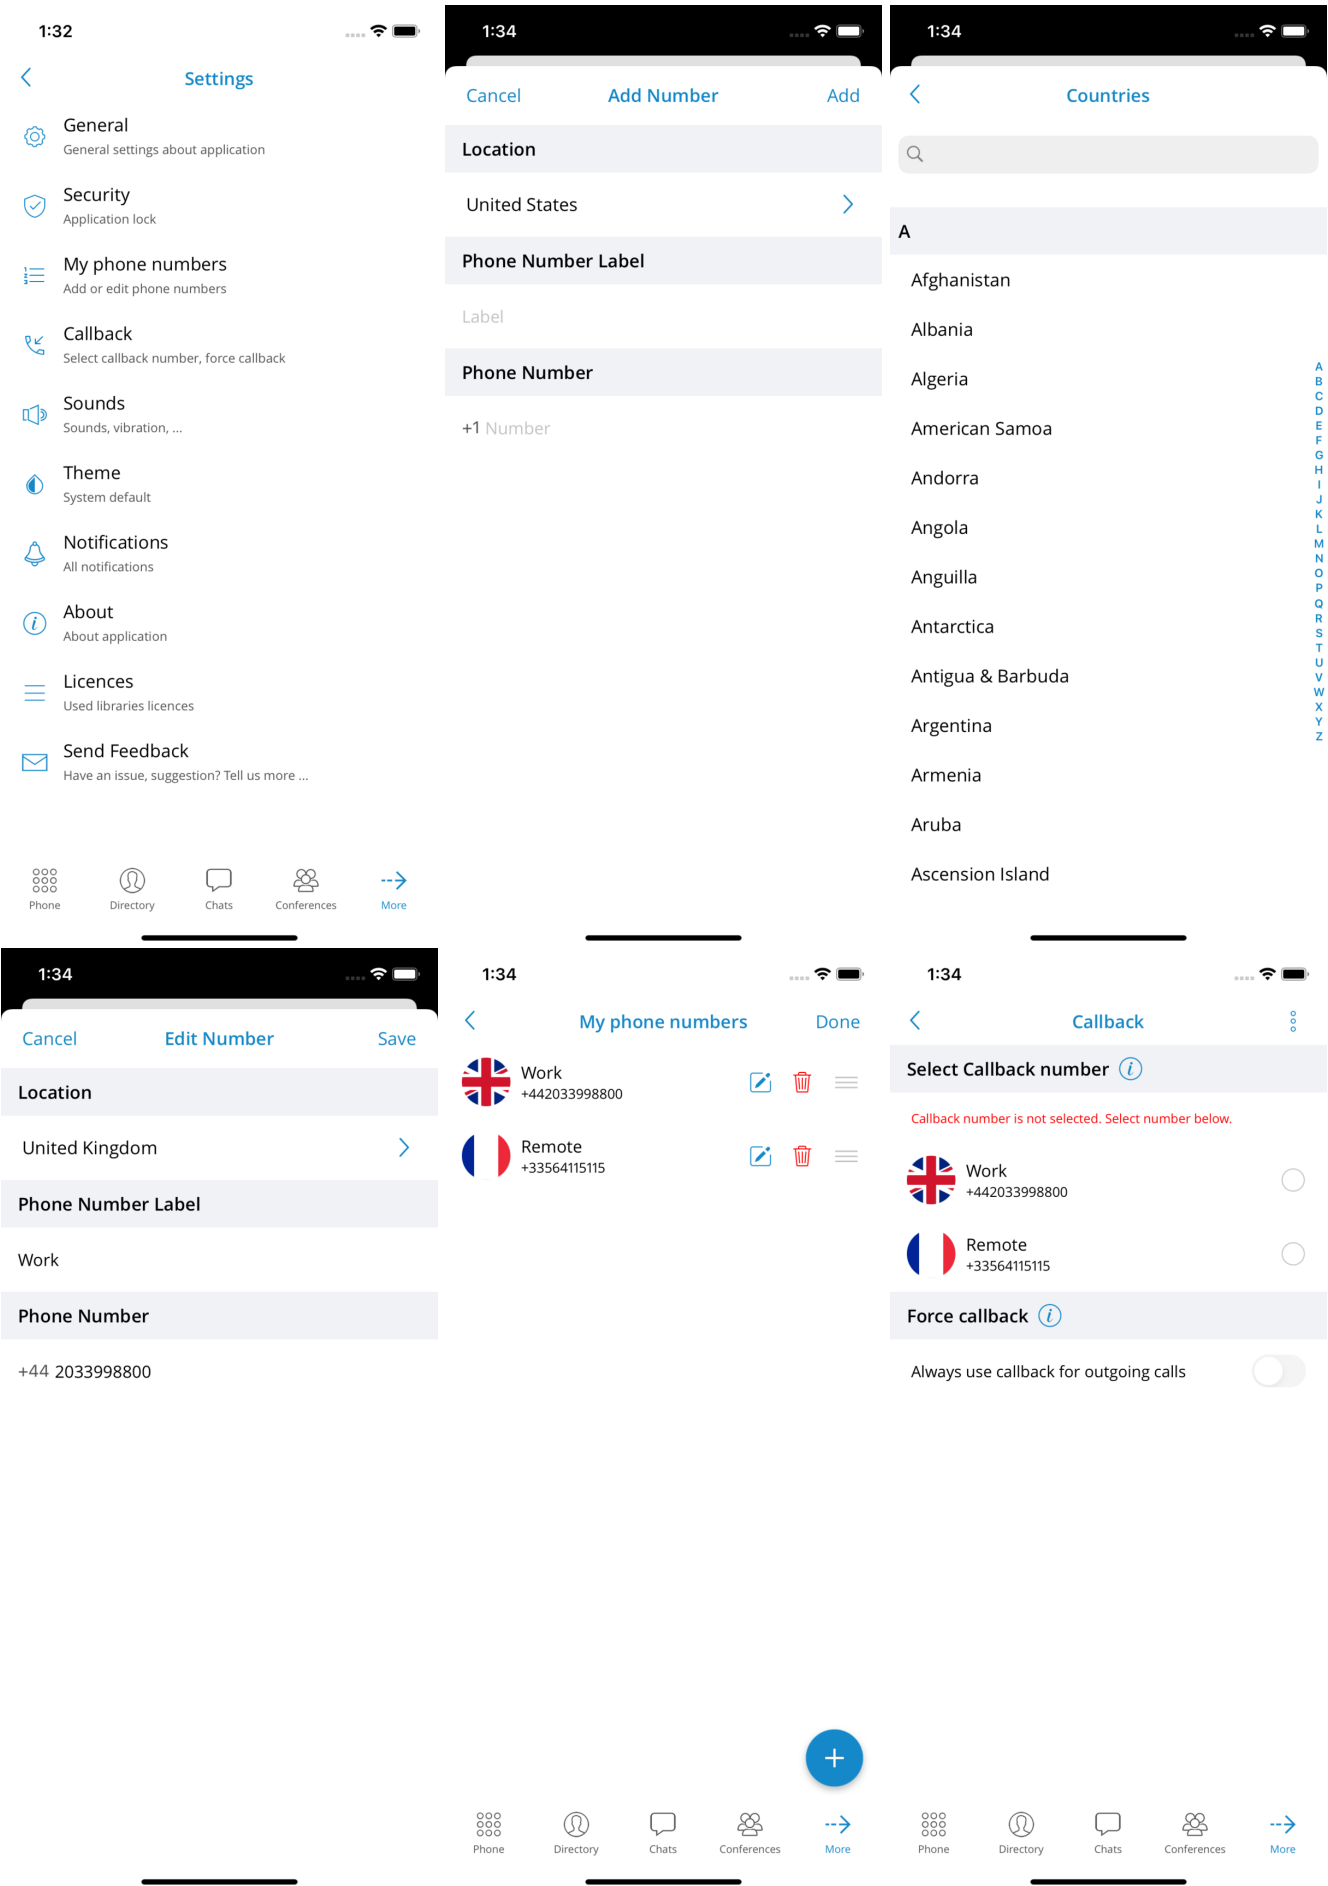 1:32
Settings
General
General settings about application
Security
Application lock
My phone numbers
Add or edit phone numbers
Callback
Select callback number, force callback
Sounds
Sounds, vibration, ...
Theme
System default
Notifications
All notifications
About
About application
Licences
Used libraries licences
Send Feedback
Have an issue, suggestion? Tell us more ...
Phone Directory Chats Conferences More
1:34
Cancel Add Number Add
Location
United States
Phone Number Label
Label
Phone Number
+1 Number
1:34
Countries
A
Afghanistan
Albania
Algeria
American Samoa
Andorra
Angola
Anguilla
Antarctica
Antigua & Barbuda
Argentina
Armenia
Aruba
Ascension Island
A
B
C
D
E
F
G
H
I
J
K
L
M
N
O
P
Q
R
S
T
U
V
W
X
Y
Z
1:34
Cancel Edit Number Save
Location
United Kingdom
Phone Number Label
Work
Phone Number
+44 2033998800
1:34
My phone numbers Done
Work
+442033998800
Remote
+33564115115
Phone Directory Chats Conferences More
1:34
Callback
Select Callback number
Callback number is not selected. Select number below.
Work
+442033998800
Remote
+33564115115
Force callback
Always use callback for outgoing calls
Phone Directory Chats Conferences More